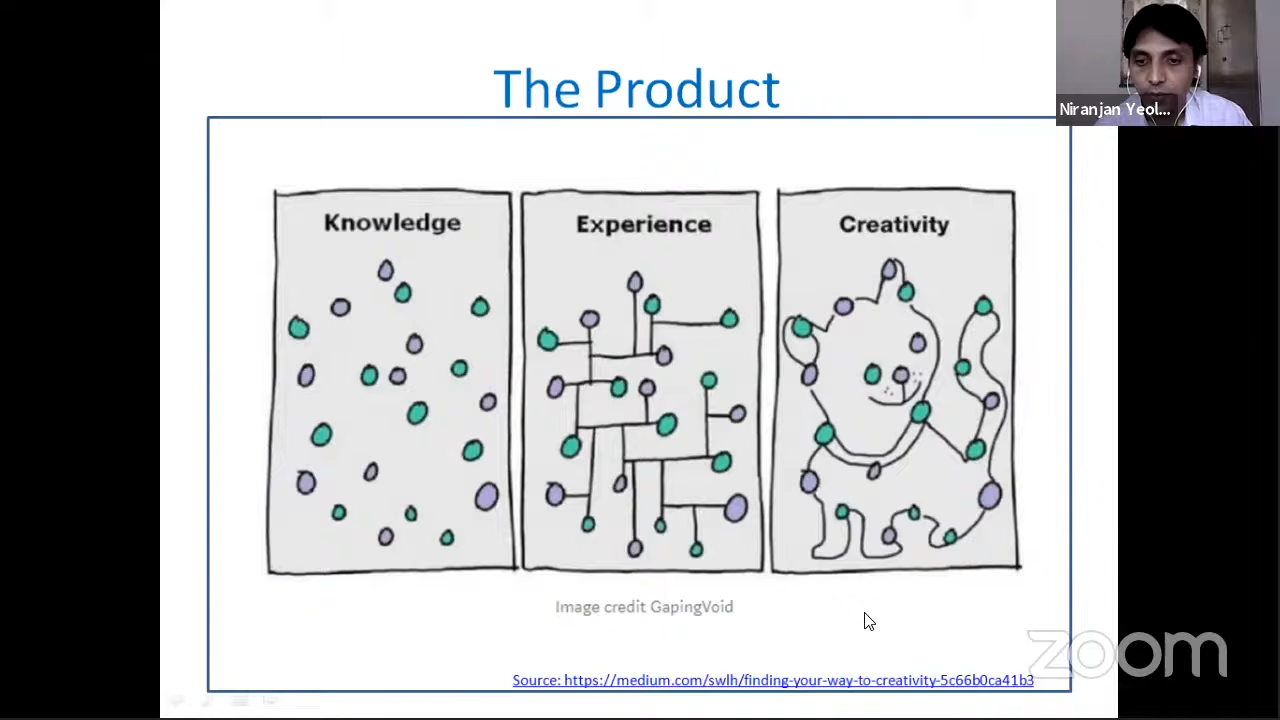 The Product
Niranjan Yeol...
Knowledge
Experience
Creativity
Image credit GapingVoid
zoom
Source: https://medium.com/swlh/finding-your-way-to-creativity-5c66b0ca41b3